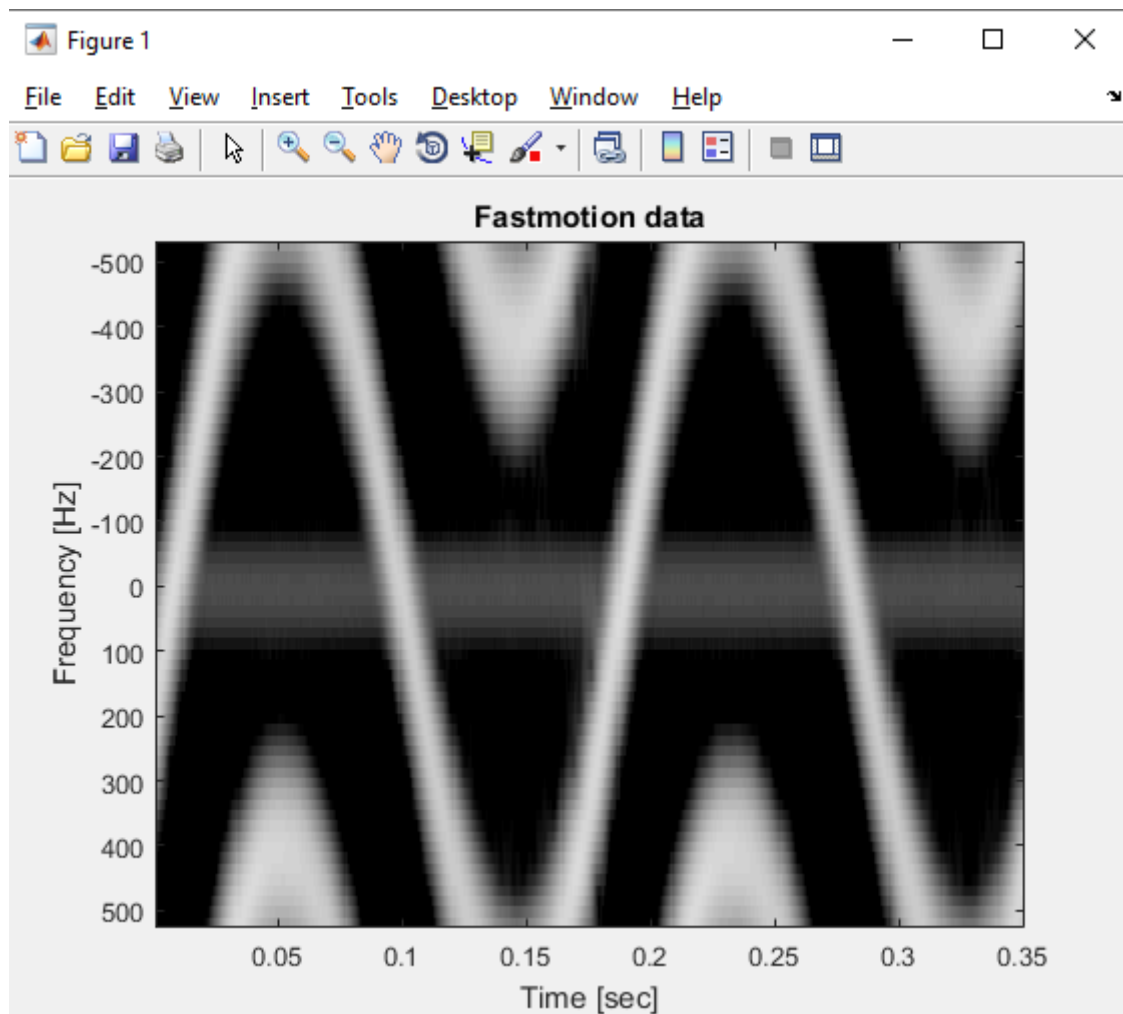 Figure 1
File Edit View Insert Tools Desktop Window Help
Fastmotion data
-500
-400
-300
-200
-100
0
100
200
300
400
500
Frequency [Hz]
0.05 0.1 0.15 0.2 0.25 0.3 0.35
Time [sec]